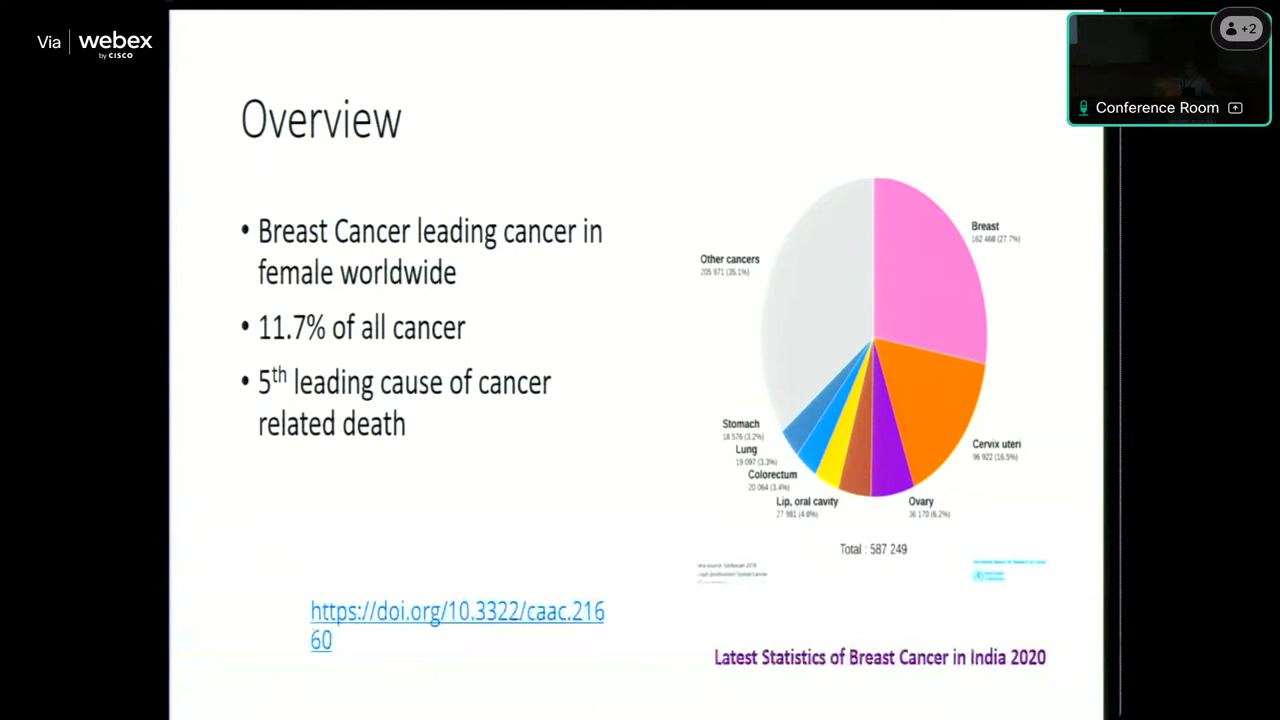 Via webex
by CISCO
+2
Conference Room
Overview
• Breast Cancer leading cancer in
female worldwide
• 11.7% of all cancer
• 5th leading cause of cancer
related death
https://doi.org/10.3322/caac.216
60
Breast
162 468 (27.7%)
Other cancers
205 971 (35.1%)
Stomach
18 576 (3.2%)
Lung
19 097 (3.3%)
Colorectum
20 064 (3.4%)
Lip, oral cavity
27 981 (4.8%)
Ovary
36 170 (6.2%)
Cervix uteri
96 922 (16.5%)
Total : 587 249
Latest Statistics of Breast Cancer in India 2020